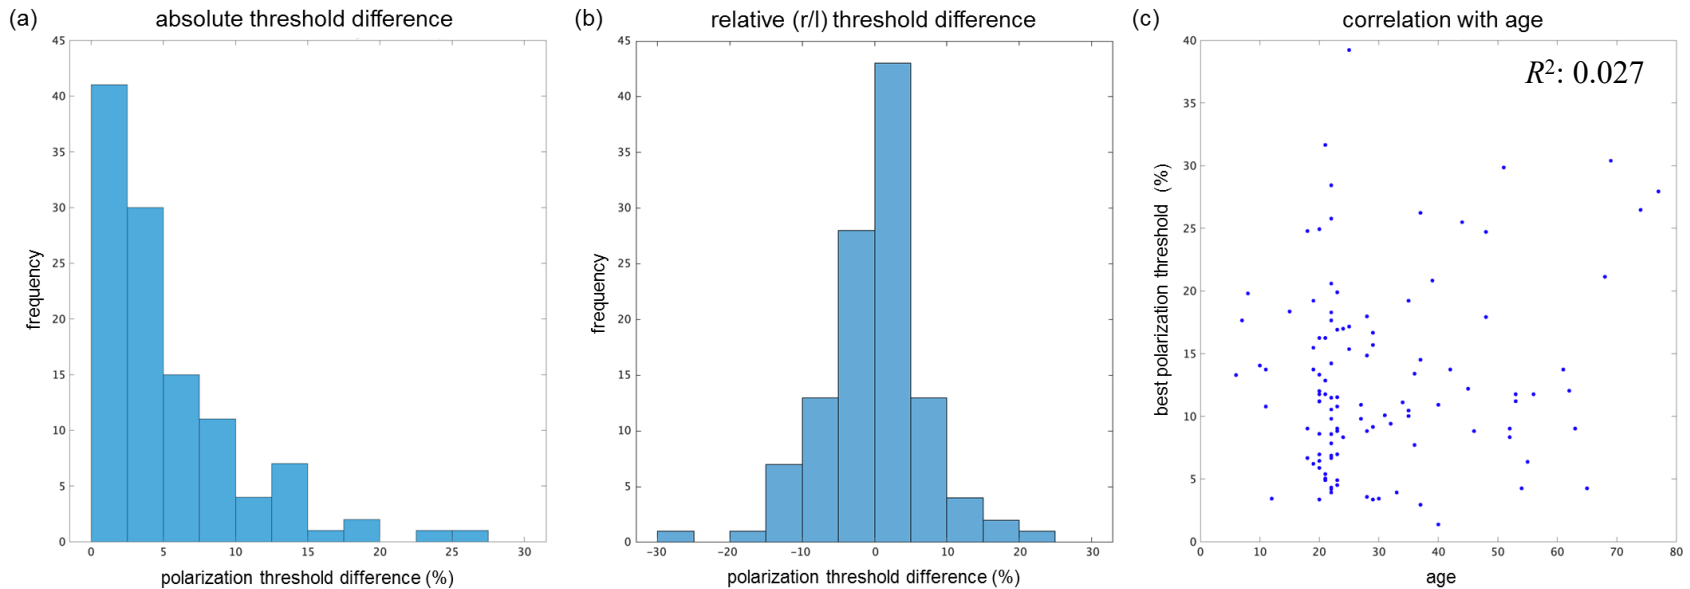 (a) absolute threshold difference
45
40
35
30
25
20
15
10
5
0
frequency
0 5 10 15 20 25 30
polarization threshold difference (%)
(b) relative (r/l) threshold difference
45
40
35
30
25
20
15
10
5
0
frequency
−30 −20 −10 0 10 20 30
polarization threshold difference (%)
(c) correlation with age
R²: 0.027
40
35
30
25
20
15
10
5
0
best polarization threshold (%)
0 10 20 30 40 50 60 70 80
age